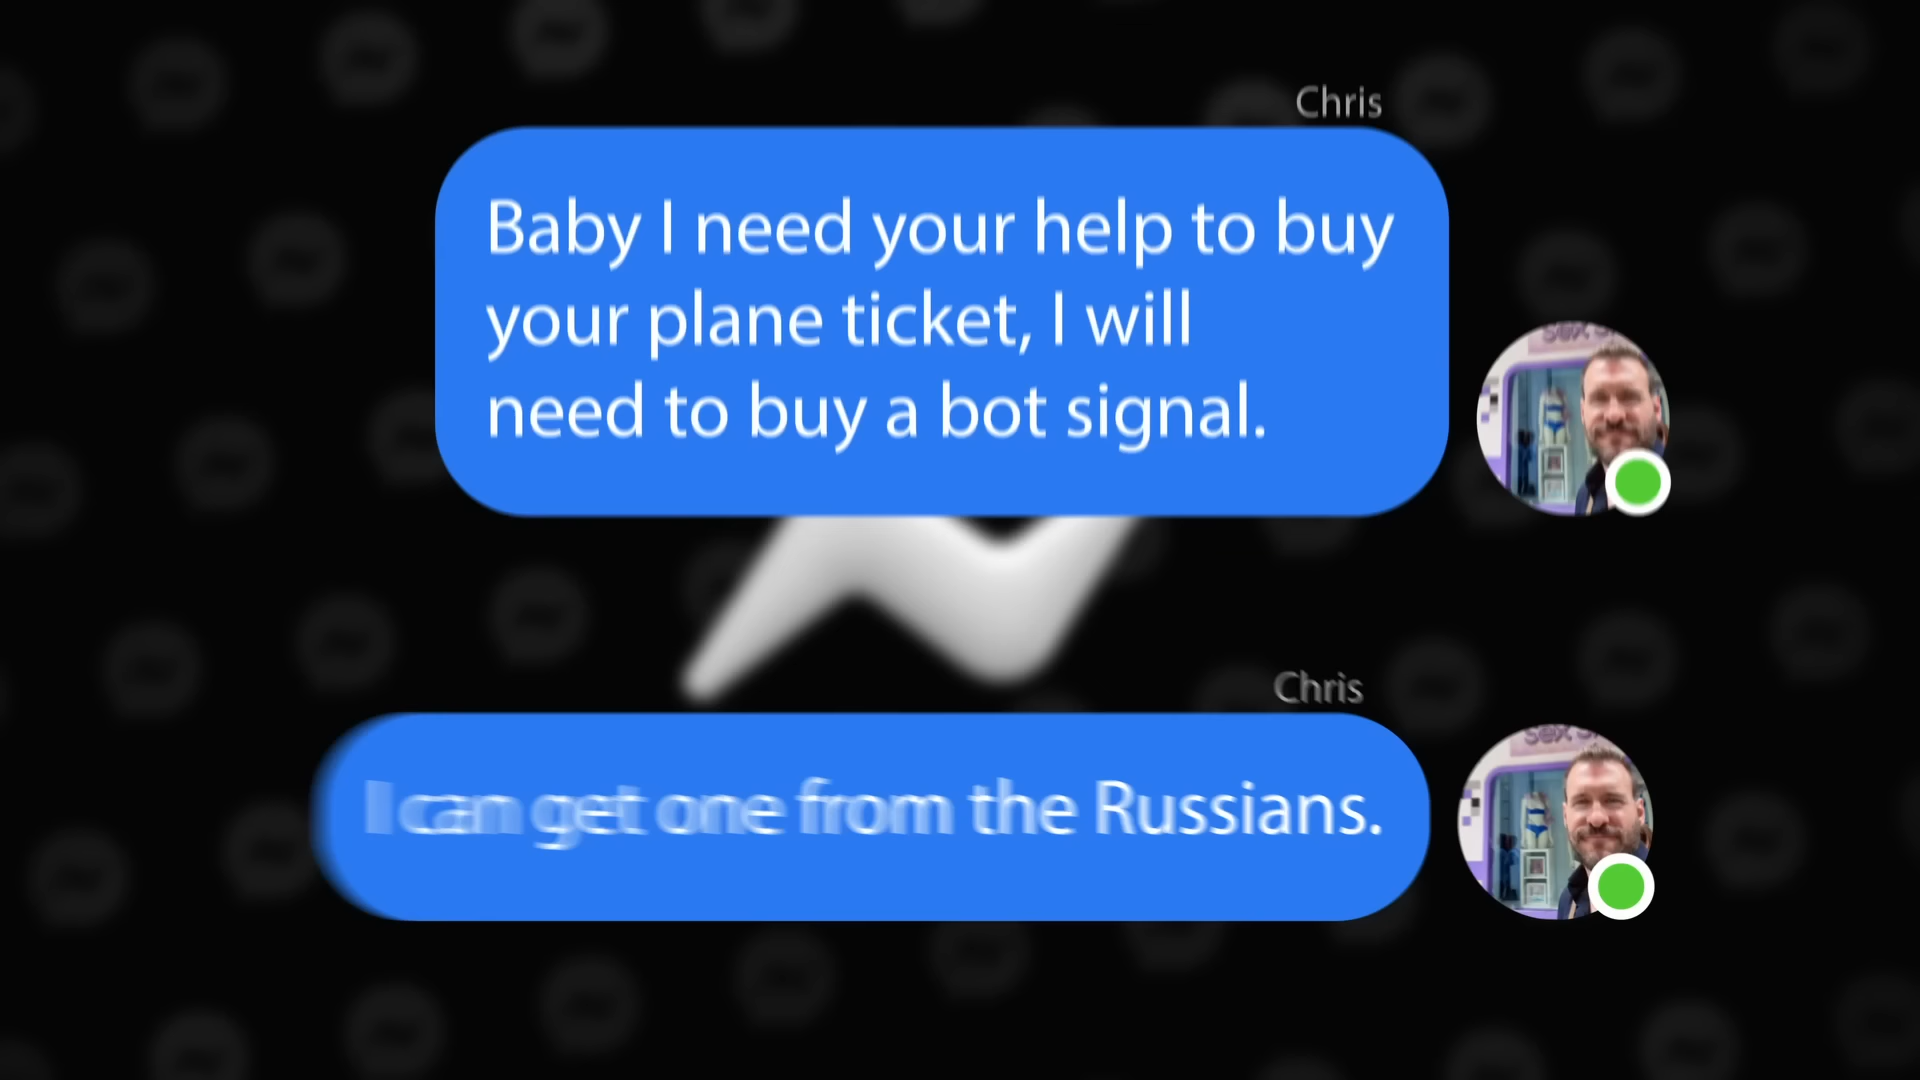 Chris
Baby I need your help to buy
your plane ticket, I will
need to buy a bot signal.
Chris
I can get one from the Russians.